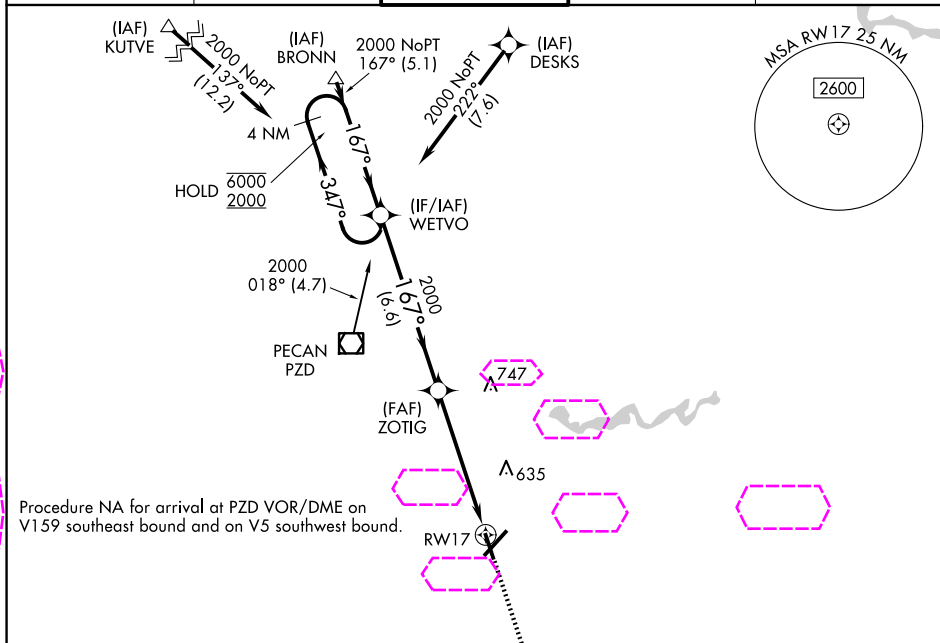 (IAF)
KUTVE
2000 NoPT
137°
(12.2)
(IAF)
BRONN
2000 NoPT
167° (5.1)
(IAF)
DESKS
2000 NoPT
222°
(7.6)
MSA RW17 25 NM
2600
4 NM
167°
HOLD
6000
2000
347°
(IF/IAF)
WETVO
2000
018° (4.7)
2000
167°
(6.6)
PECAN
PZD
747
(FAF)
ZOTIG
635
Procedure NA for arrival at PZD VOR/DME on
V159 southeast bound and on V5 southwest bound.
RW17